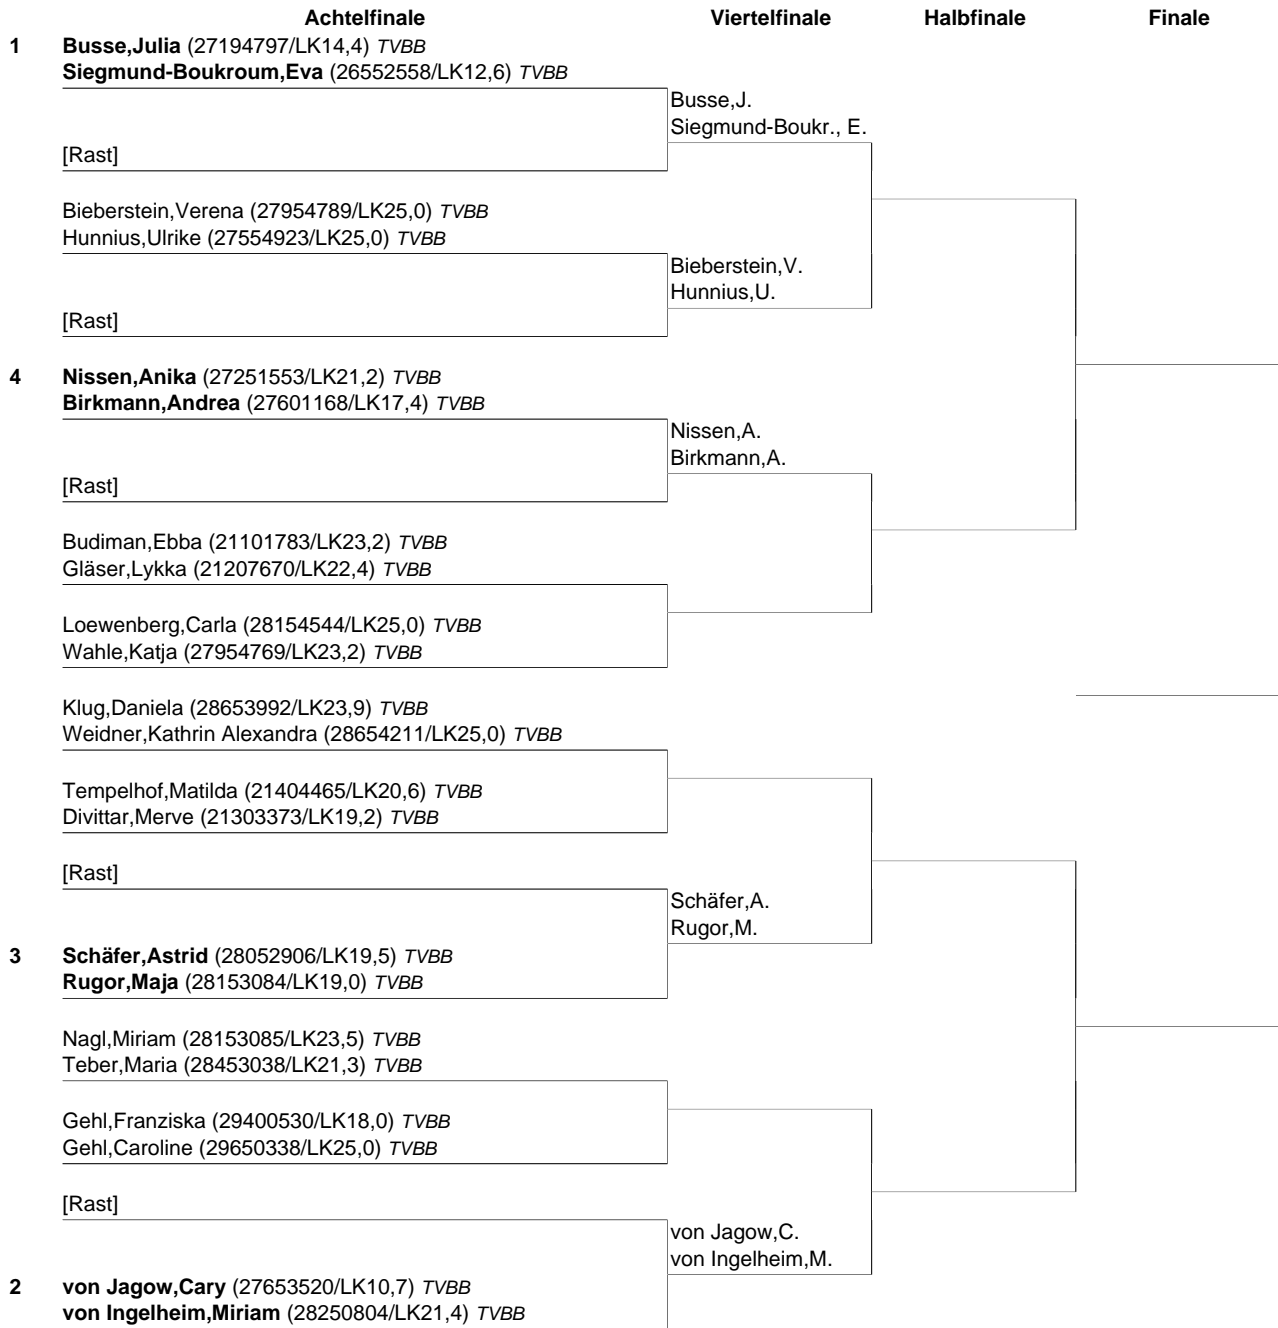 Achtelfinale Viertelfinale Halbfinale Finale
1 Busse,Julia (27194797/LK14,4) TVBB
Siegmund-Boukroum,Eva (26552558/LK12,6) TVBB
Busse,J.
Siegmund-Boukr., E.
[Rast]
Bieberstein,Verena (27954789/LK25,0) TVBB
Hunnius,Ulrike (27554923/LK25,0) TVBB
Bieberstein,V.
Hunnius,U.
[Rast]
4 Nissen,Anika (27251553/LK21,2) TVBB
Birkmann,Andrea (27601168/LK17,4) TVBB
Nissen,A.
Birkmann,A.
[Rast]
Budiman,Ebba (21101783/LK23,2) TVBB
Gläser,Lykka (21207670/LK22,4) TVBB
Loewenberg,Carla (28154544/LK25,0) TVBB
Wahle,Katja (27954769/LK23,2) TVBB
Klug,Daniela (28653992/LK23,9) TVBB
Weidner,Kathrin Alexandra (28654211/LK25,0) TVBB
Tempelhof,Matilda (21404465/LK20,6) TVBB
Divittar,Merve (21303373/LK19,2) TVBB
[Rast]
Schäfer,A.
Rugor,M.
3 Schäfer,Astrid (28052906/LK19,5) TVBB
Rugor,Maja (28153084/LK19,0) TVBB
Nagl,Miriam (28153085/LK23,5) TVBB
Teber,Maria (28453038/LK21,3) TVBB
Gehl,Franziska (29400530/LK18,0) TVBB
Gehl,Caroline (29650338/LK25,0) TVBB
[Rast]
von Jagow,C.
von Ingelheim,M.
2 von Jagow,Cary (27653520/LK10,7) TVBB
von Ingelheim,Miriam (28250804/LK21,4) TVBB